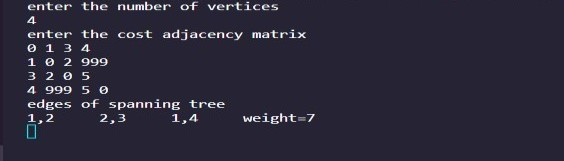 enter the number of vertices
4
enter the cost adjacency matrix
0 1 3 4
1 0 2 999
3 2 0 5
4 999 5 0
edges of spanning tree
1,2 2,3 1,4 weight=7